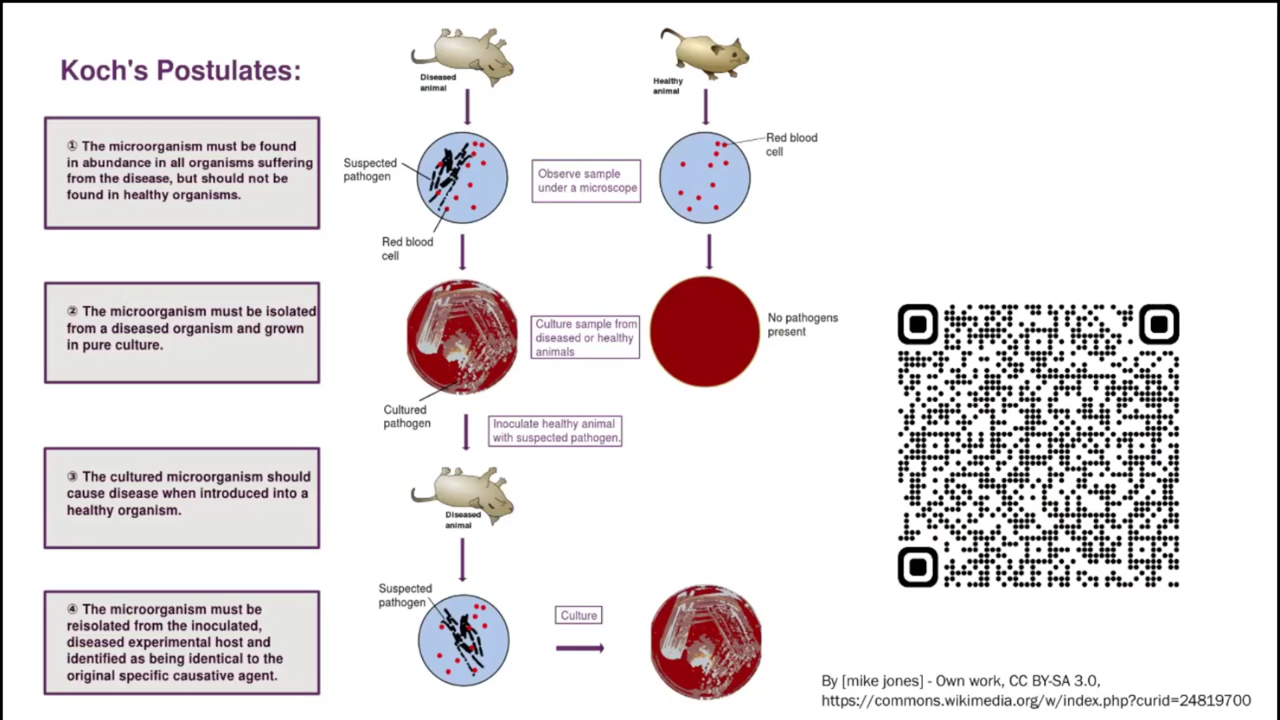 Koch's Postulates:
① The microorganism must be found
in abundance in all organisms suffering
from the disease, but should not be
found in healthy organisms.
② The microorganism must be isolated
from a diseased organism and grown
in pure culture.
③ The cultured microorganism should
cause disease when introduced into a
healthy organism.
④ The microorganism must be
reisolated from the inoculated,
diseased experimental host and
identified as being identical to the
original specific causative agent.
Diseased
animal
Healthy
animal
Suspected
pathogen
Observe sample
under a microscope
Red blood
cell
Red blood
cell
Culture sample from
diseased or healthy
animals
No pathogens
present
Cultured
pathogen
Inoculate healthy animal
with suspected pathogen.
Diseased
animal
Suspected
pathogen
Culture
By [mike jones] - Own work, CC BY-SA 3.0,
https://commons.wikimedia.org/w/index.php?curid=24819700